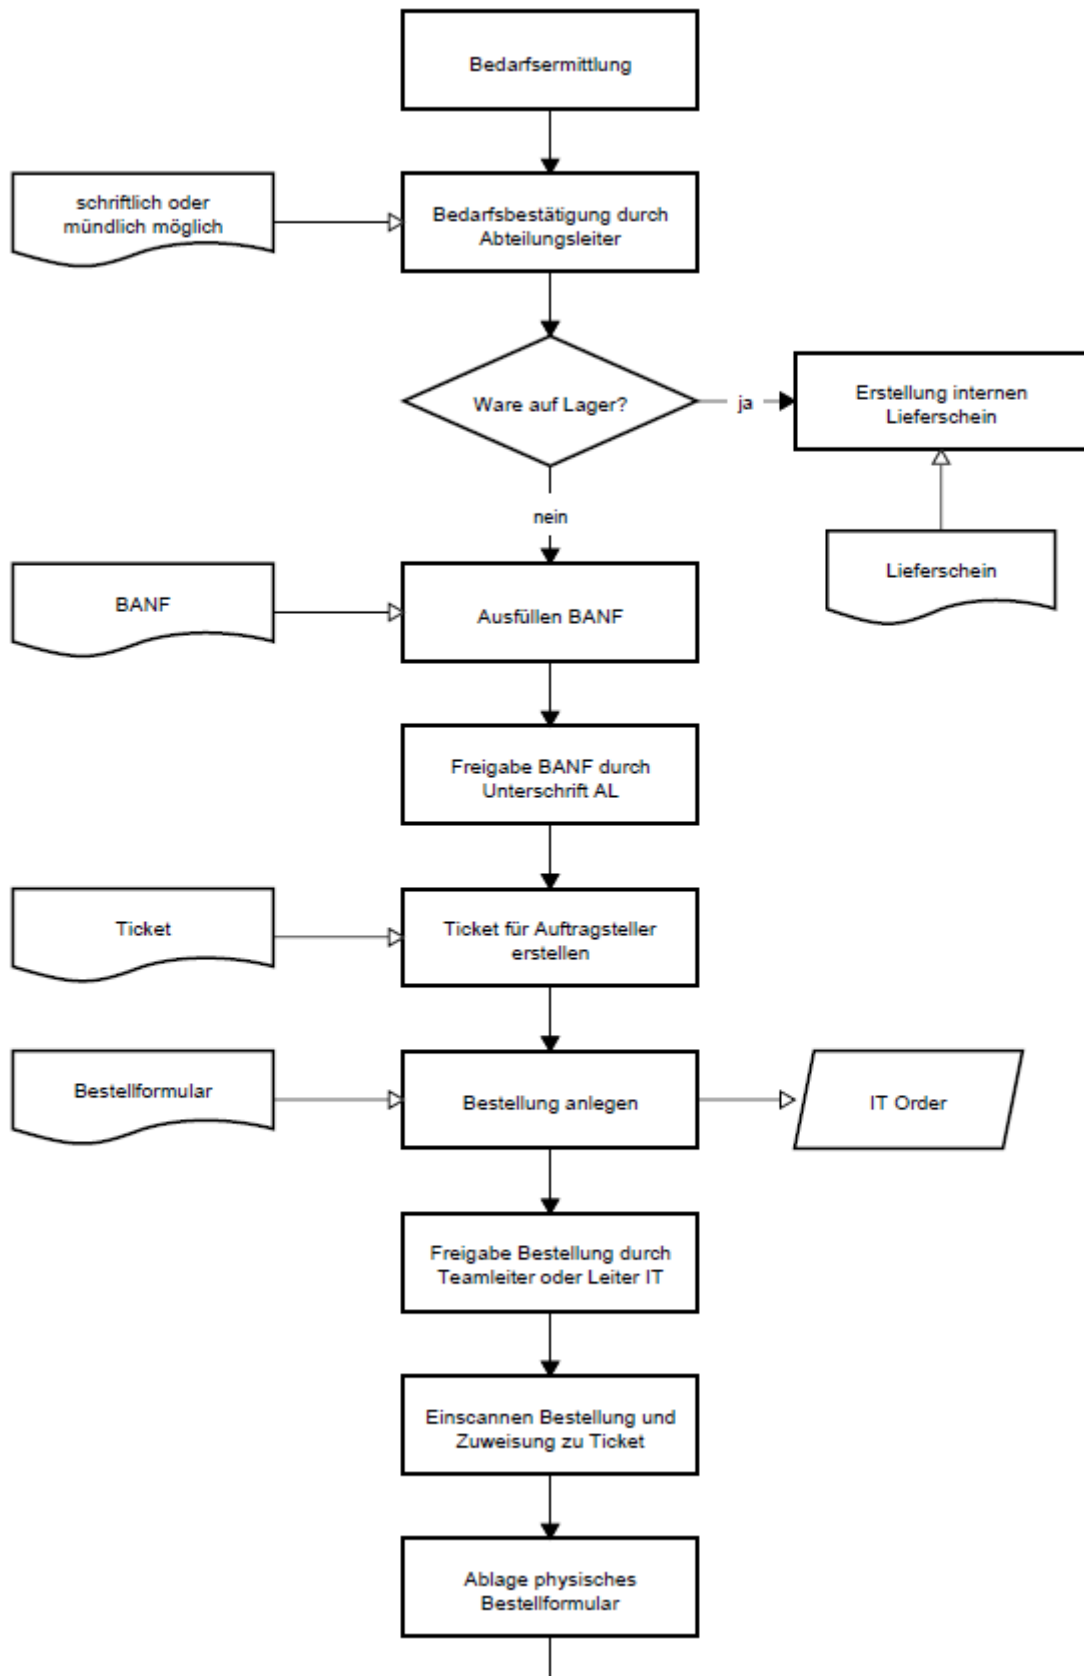 Bedarfsermittlung
schriftlich oder
mündlich möglich
Bedarfsbestätigung durch
Abteilungsleiter
Ware auf Lager?
ja
Erstellung internen
Lieferschein
nein
Lieferschein
BANF
Ausfüllen BANF
Freigabe BANF durch
Unterschrift AL
Ticket
Ticket für Auftragsteller
erstellen
Bestellformular
Bestellung anlegen
IT Order
Freigabe Bestellung durch
Teamleiter oder Leiter IT
Einscannen Bestellung und
Zuweisung zu Ticket
Ablage physisches
Bestellformular